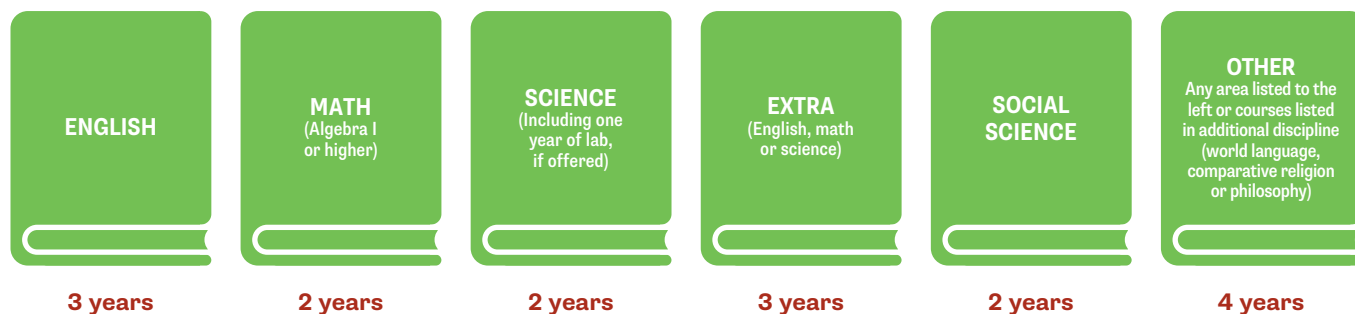 ENGLISH
MATH
(Algebra I
or higher)
SCIENCE
(Including one
year of lab,
if offered)
EXTRA
(English, math
or science)
SOCIAL
SCIENCE
OTHER
Any area listed to the
left or courses listed
in additional discipline
(world language,
comparative religion
or philosophy)
3 years
2 years
2 years
3 years
2 years
4 years